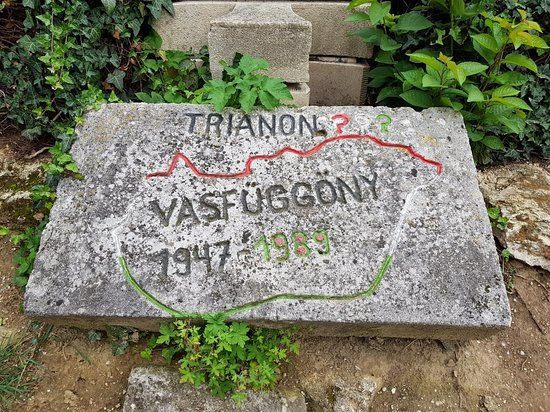 TRIANON ? ?
VASFÜGGÖNY
1947-1989